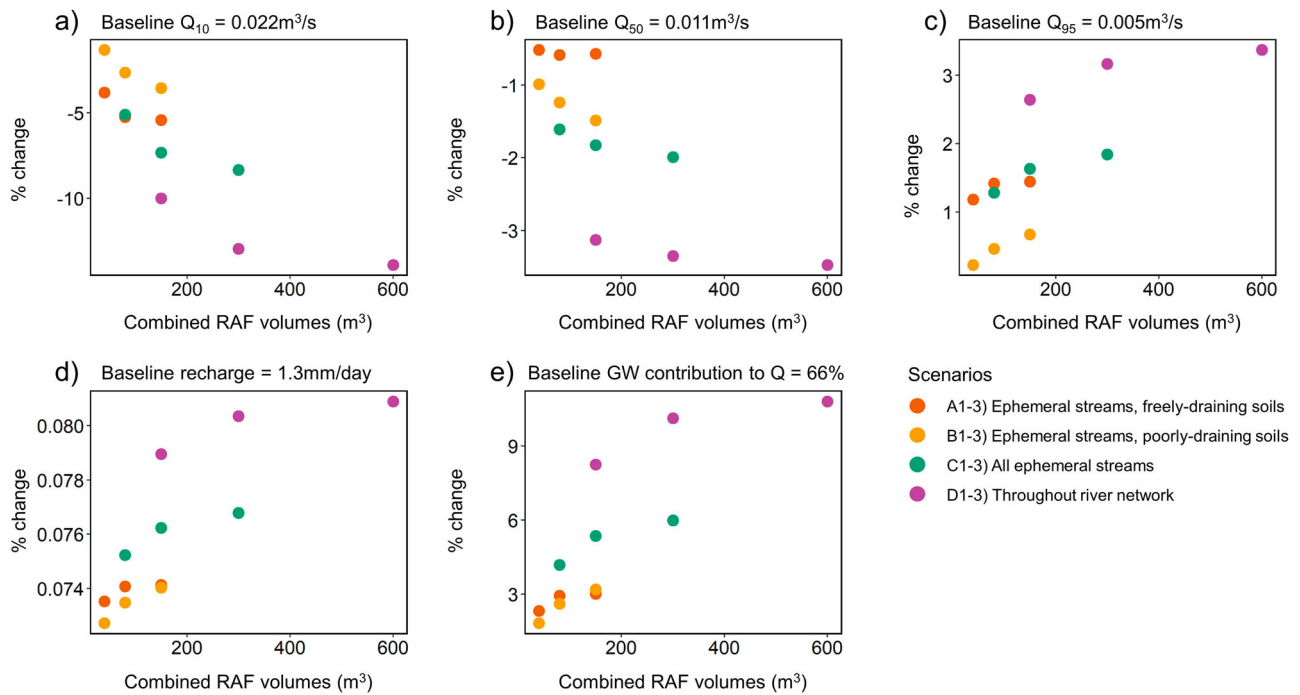 a) Baseline Q₁₀ = 0.022m³/s
-5
-10
% change
200 400 600
Combined RAF volumes (m³)
b) Baseline Q₅₀ = 0.011m³/s
-1
-2
-3
% change
200 400 600
Combined RAF volumes (m³)
c) Baseline Q₉₅ = 0.005m³/s
3
2
1
% change
200 400 600
Combined RAF volumes (m³)
d) Baseline recharge = 1.3mm/day
0.080
0.078
0.076
0.074
% change
200 400 600
Combined RAF volumes (m³)
e) Baseline GW contribution to Q = 66%
9
6
3
% change
200 400 600
Combined RAF volumes (m³)
Scenarios
A1-3) Ephemeral streams, freely-draining soils
B1-3) Ephemeral streams, poorly-draining soils
C1-3) All ephemeral streams
D1-3) Throughout river network